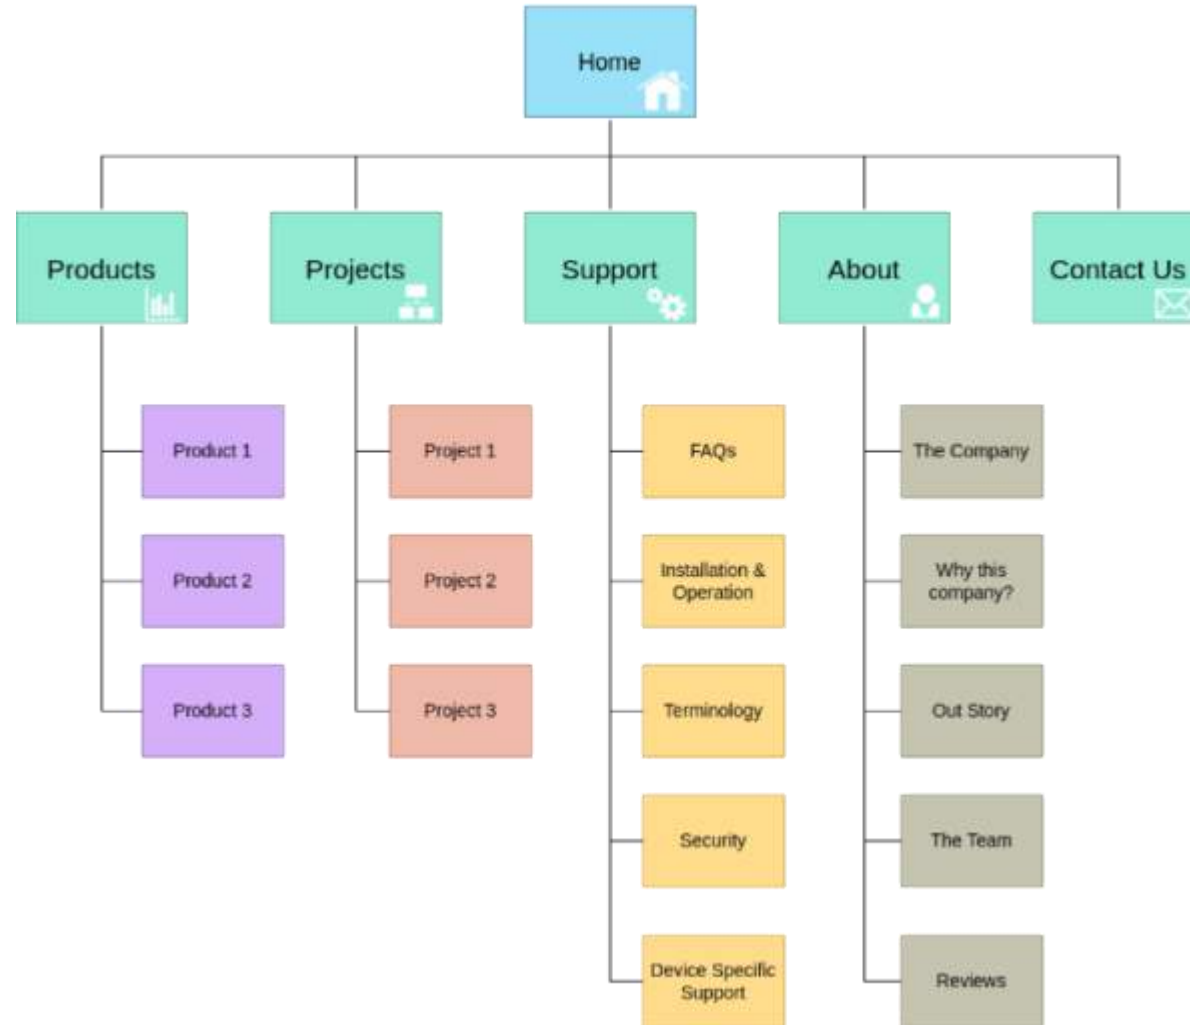 Home
Products
Projects
Support
About
Contact Us
Product 1
Project 1
FAQs
The Company
Product 2
Project 2
Installation &
Operation
Why this
company?
Product 3
Project 3
Terminology
Out Story
Security
The Team
Device Specific
Support
Reviews